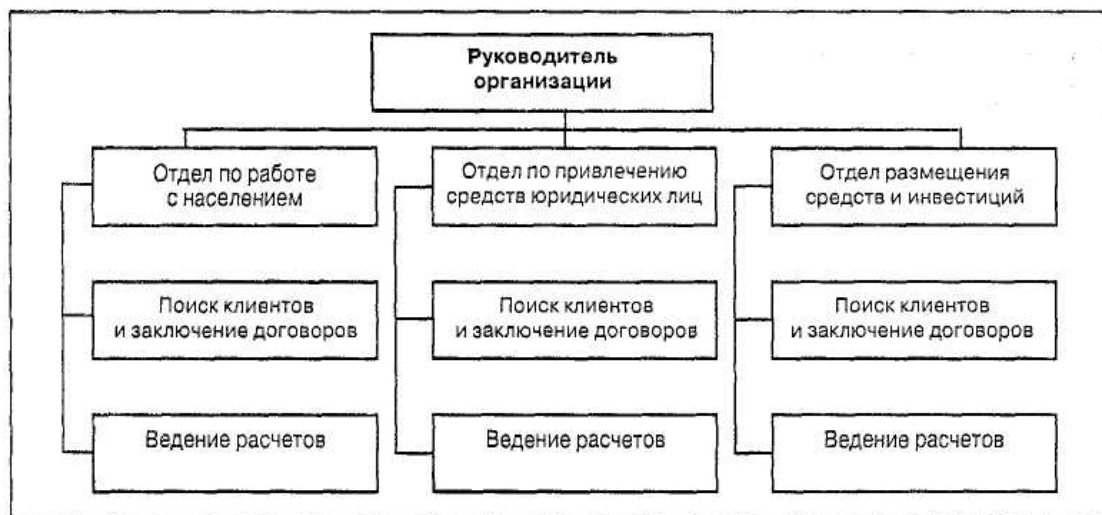 Руководитель
организации
Отдел по работе
с населением
Отдел по привлечению
средств юридических лиц
Отдел размещения
средств и инвестиций
Поиск клиентов
и заключение договоров
Поиск клиентов
и заключение договоров
Поиск клиентов
и заключение договоров
Ведение расчетов
Ведение расчетов
Ведение расчетов